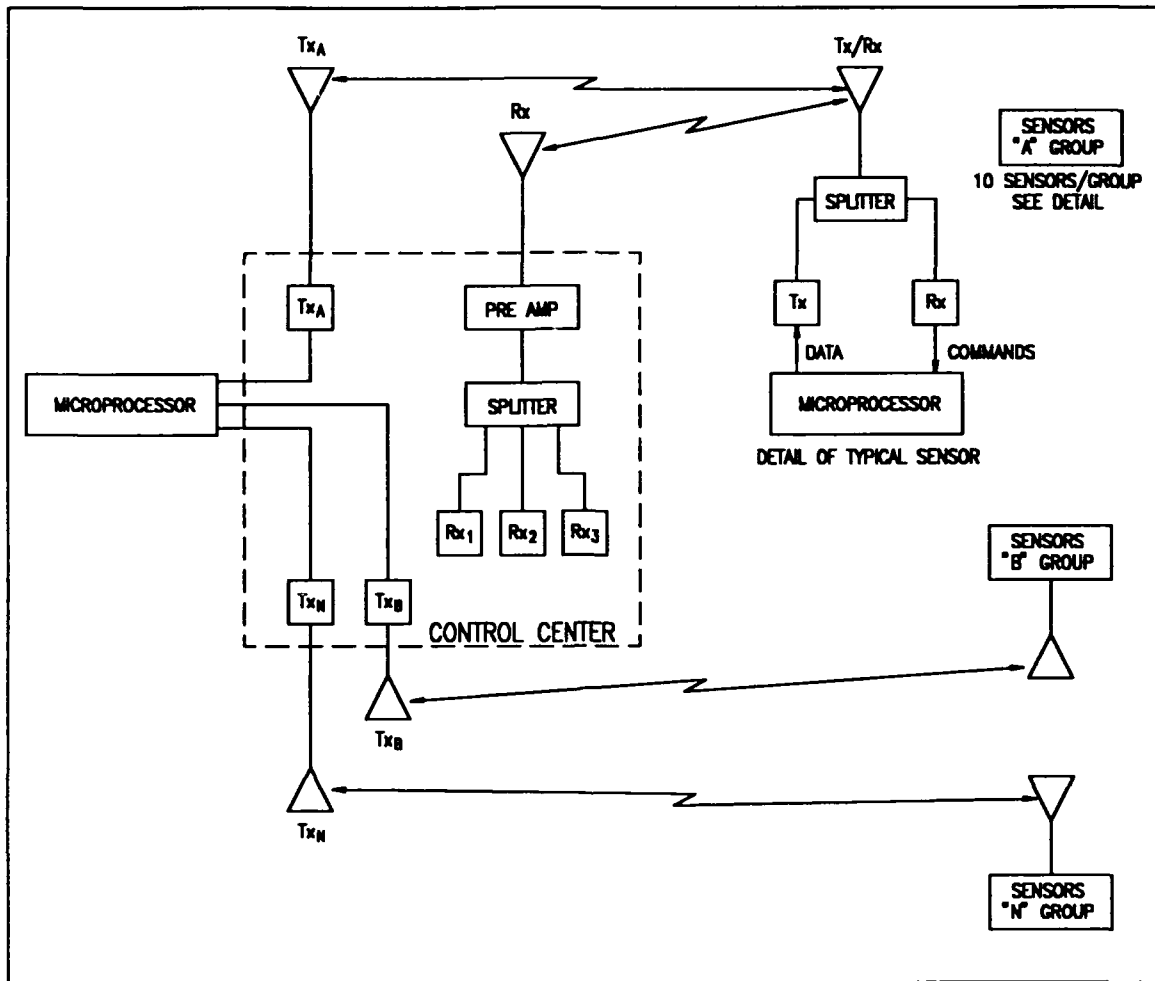 TxA
Tx/Rx
Rx
SENSORS
"A" GROUP
10 SENSORS/GROUP
SEE DETAIL
SPLITTER
TxA
PRE AMP
Tx
Rx
DATA
COMMANDS
MICROPROCESSOR
SPLITTER
MICROPROCESSOR
DETAIL OF TYPICAL SENSOR
Rx1
Rx2
Rx3
SENSORS
"B" GROUP
TxN
TxB
CONTROL CENTER
TxB
TxN
SENSORS
"N" GROUP